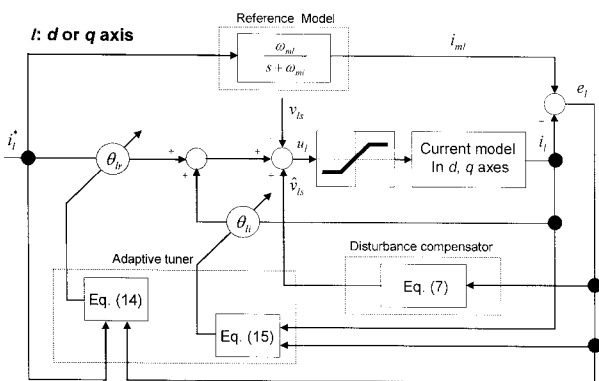 Reference Model
l: d or q axis
ω_ml
s + ω_ml
i_ml
e_l
v_ls
i_l^*
θ_lr
+
+
+
-
-
u_l
v̂_ls
Current model
In d, q axes
i_l
-
θ_li
Adaptive tuner
Disturbance compensator
Eq. (14)
Eq. (7)
Eq. (15)